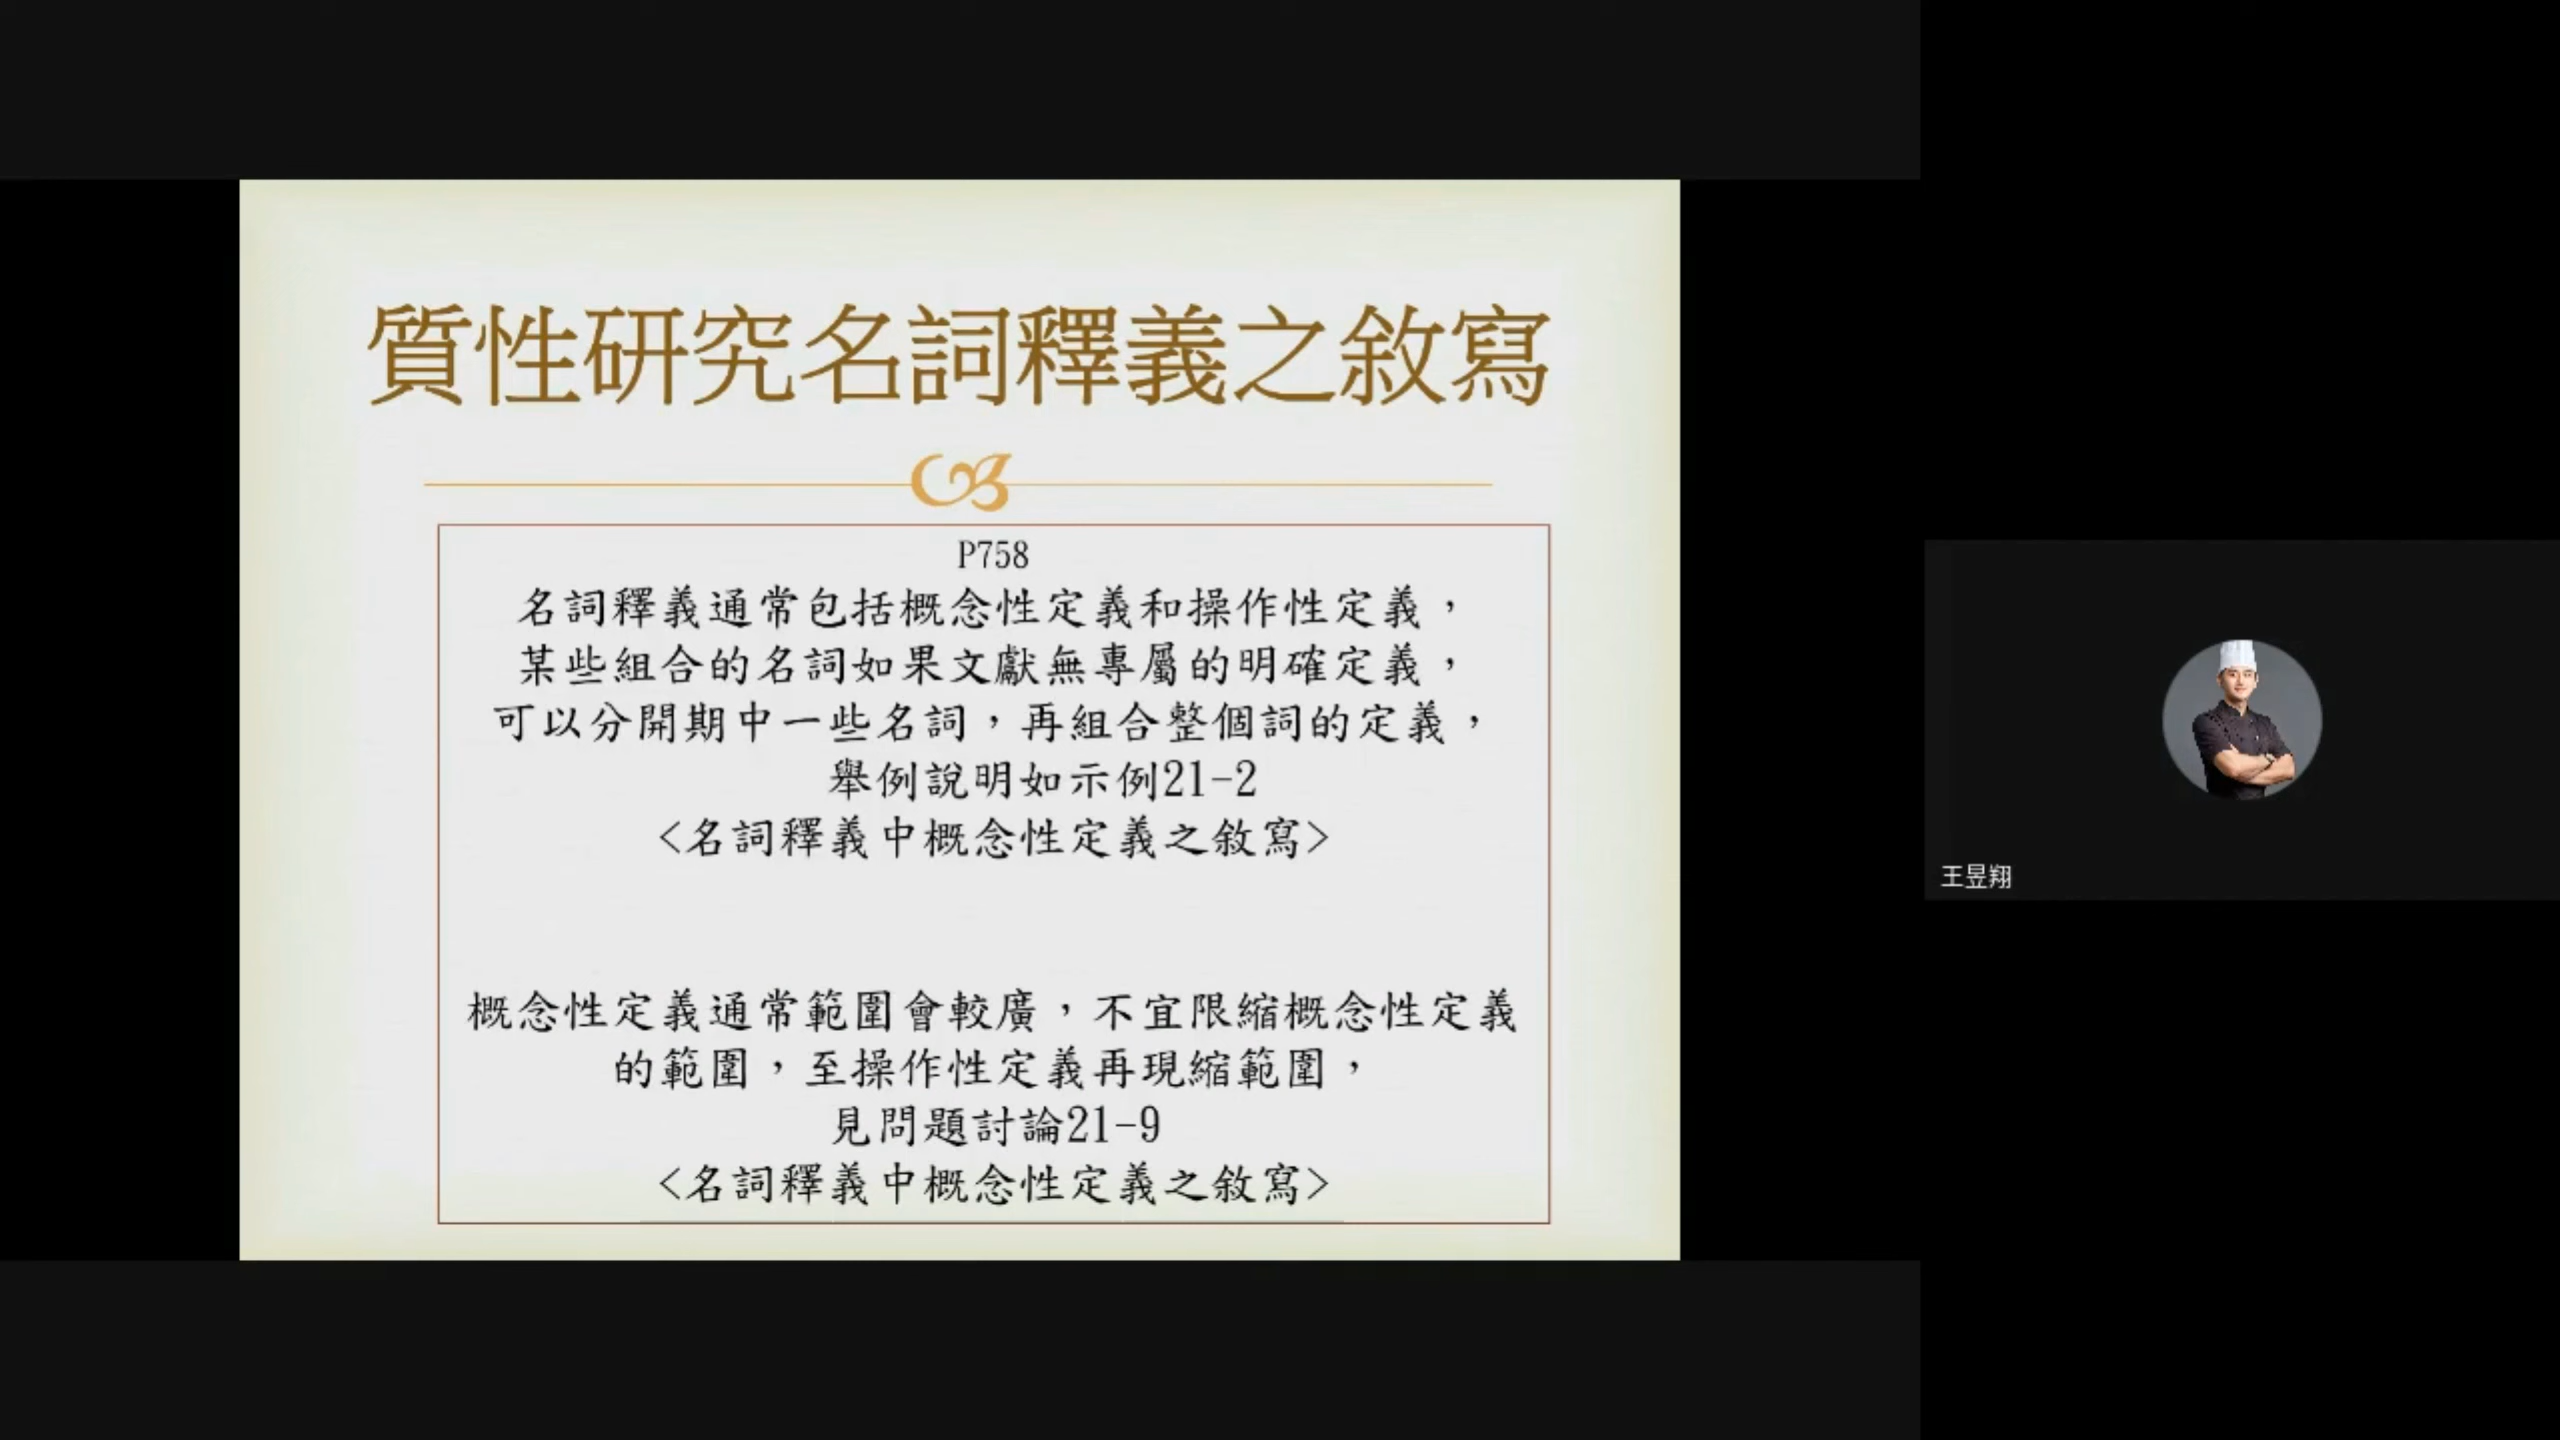 質性研究名詞釋義之敘寫
P758
名詞釋義通常包括概念性定義和操作性定義，
某些組合的名詞如果文獻無專屬的明確定義，
可以分開期中一些名詞，再組合整個詞的定義，
舉例說明如示例21-2
<名詞釋義中概念性定義之敘寫>
概念性定義通常範圍會較廣，不宜限縮概念性定義
的範圍，至操作性定義再現縮範圍，
見問題討論21-9
<名詞釋義中概念性定義之敘寫>
王昱翔